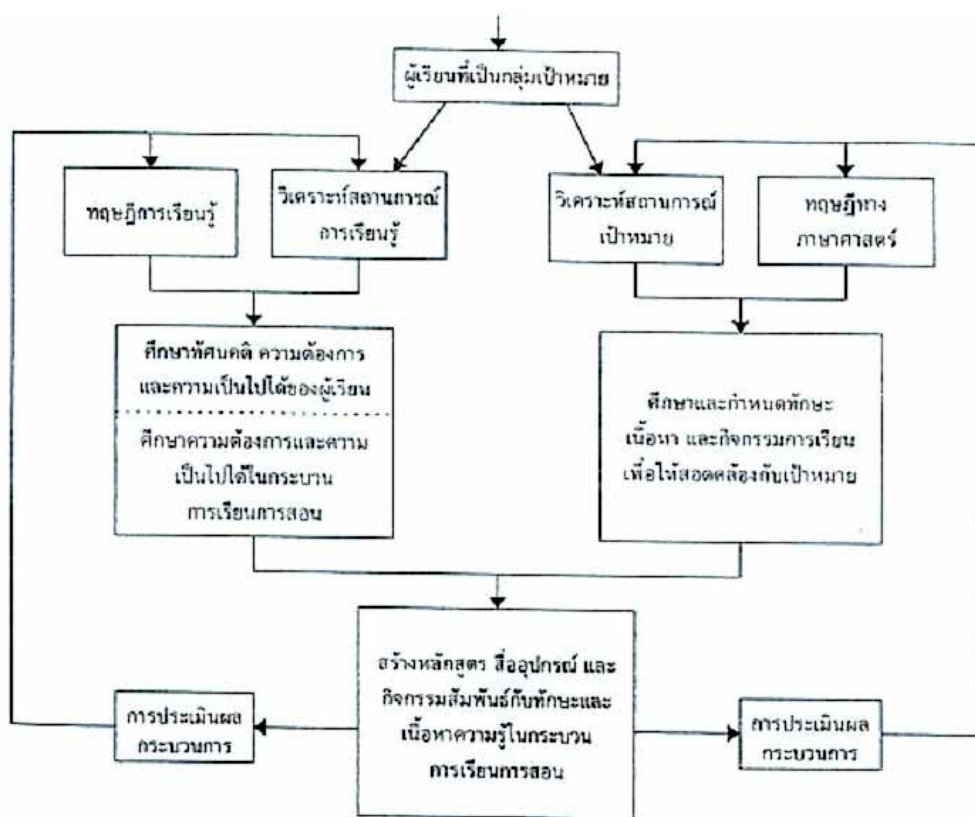 ผู้เรียนที่เป็นกลุ่มเป้าหมาย
ทฤษฎีการเรียนรู้
วิเคราะห์สถานการณ์
การเรียนรู้
วิเคราะห์สถานการณ์
เป้าหมาย
ทฤษฎีทาง
ภาษาศาสตร์
ศึกษาทัศนคติ ความต้องการ
และความเป็นไปได้ของผู้เรียน
ศึกษาความต้องการและความ
เป็นไปได้ในกระบวน
การเรียนการสอน
ศึกษาและกำหนดทักษะ
เนื้อหา และกิจกรรมการเรียน
เพื่อให้สอดคล้องกับเป้าหมาย
สร้างหลักสูตร สื่ออุปกรณ์ และ
กิจกรรมสัมพันธ์กับทักษะและ
เนื้อหาความรู้ในกระบวน
การเรียนการสอน
การประเมินผล
กระบวนการ
การประเมินผล
กระบวนการ